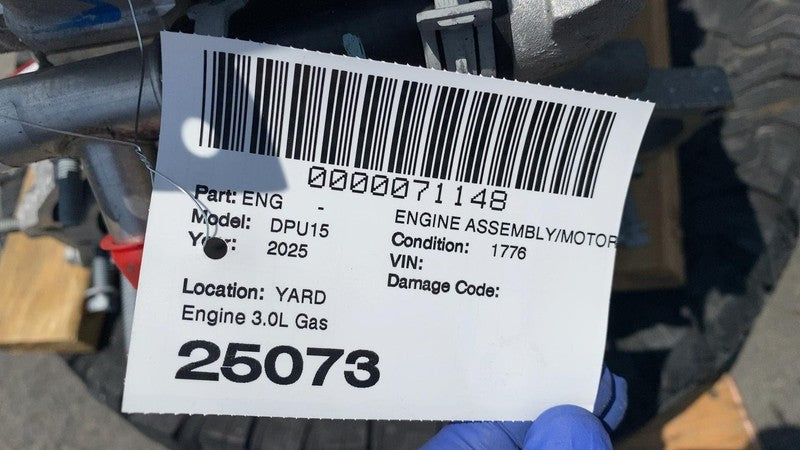 0000071148
Part: ENG -
ENGINE ASSEMBLY/MOTOR
Model: DPU15
Condition: 1776
Year: 2025
VIN:
Damage Code:
Location: YARD
Engine 3.0L Gas
25073